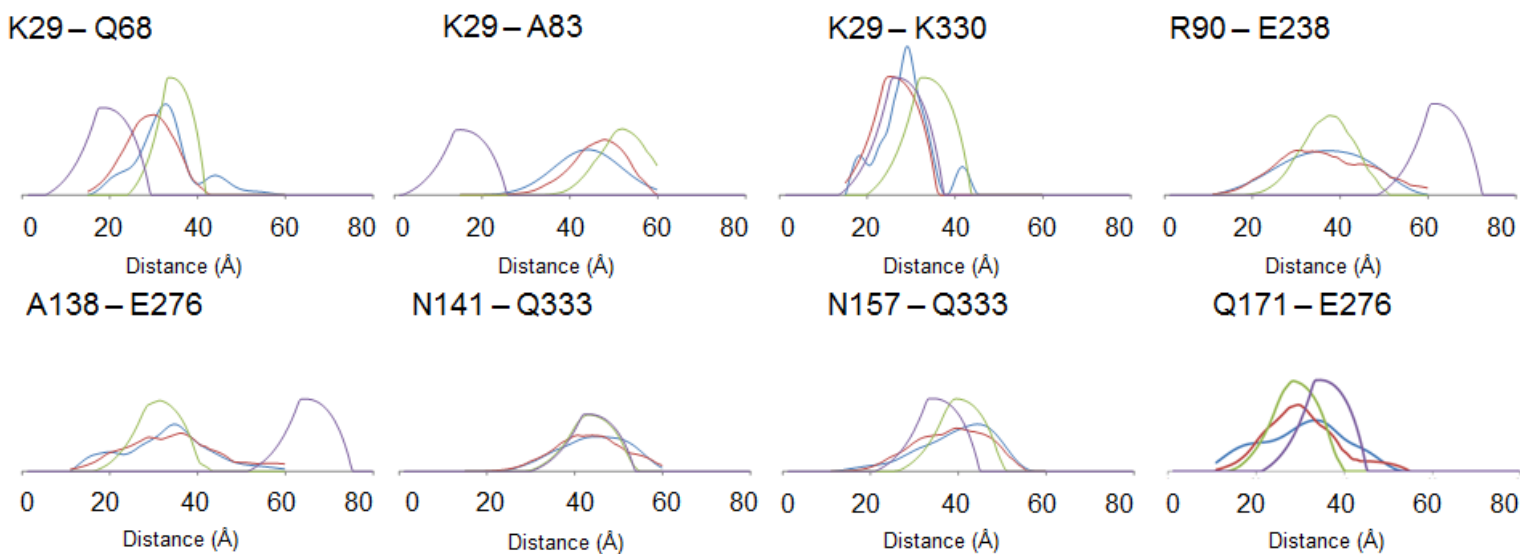 K29 – Q68
K29 – A83
K29 – K330
R90 – E238
0 20 40 60 80
0 20 40 60 80
0 20 40 60 80
0 20 40 60 80
Distance (Å)
Distance (Å)
Distance (Å)
Distance (Å)
A138 – E276
N141 – Q333
N157 – Q333
Q171 – E276
0 20 40 60 80
0 20 40 60 80
0 20 40 60 80
0 20 40 60 80
Distance (Å)
Distance (Å)
Distance (Å)
Distance (Å)